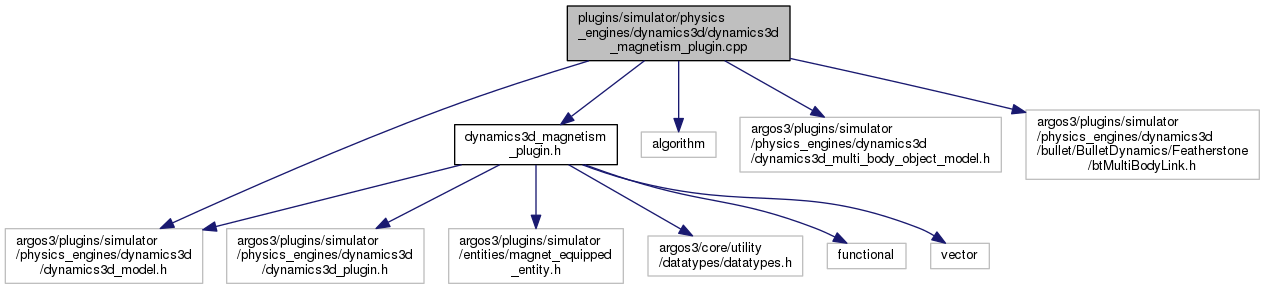 plugins/simulator/physics
_engines/dynamics3d/dynamics3d
_magnetism_plugin.cpp
dynamics3d_magnetism
_plugin.h
algorithm
argos3/plugins/simulator
/physics_engines/dynamics3d
/dynamics3d_multi_body_object_model.h
argos3/plugins/simulator
/physics_engines/dynamics3d
/bullet/BulletDynamics/Featherstone
/btMultiBodyLink.h
argos3/plugins/simulator
/physics_engines/dynamics3d
/dynamics3d_model.h
argos3/plugins/simulator
/physics_engines/dynamics3d
/dynamics3d_plugin.h
argos3/plugins/simulator
/entities/magnet_equipped
_entity.h
argos3/core/utility
/datatypes/datatypes.h
functional
vector